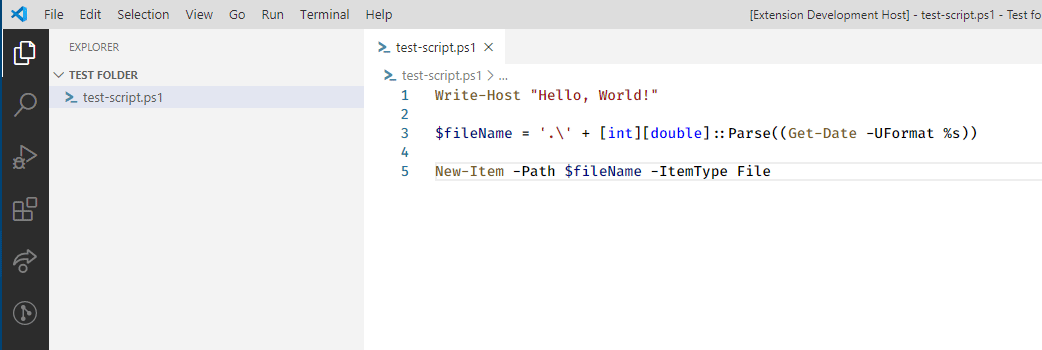 File Edit Selection View Go Run Terminal Help [Extension Development Host] - test-script.ps1 - Test fo
EXPLORER
TEST FOLDER
test-script.ps1
test-script.ps1
test-script.ps1 > ...
1 Write-Host "Hello, World!"
2
3 $fileName = '.\' + [int][double]::Parse((Get-Date -UFormat %s))
4
5 New-Item -Path $fileName -ItemType File